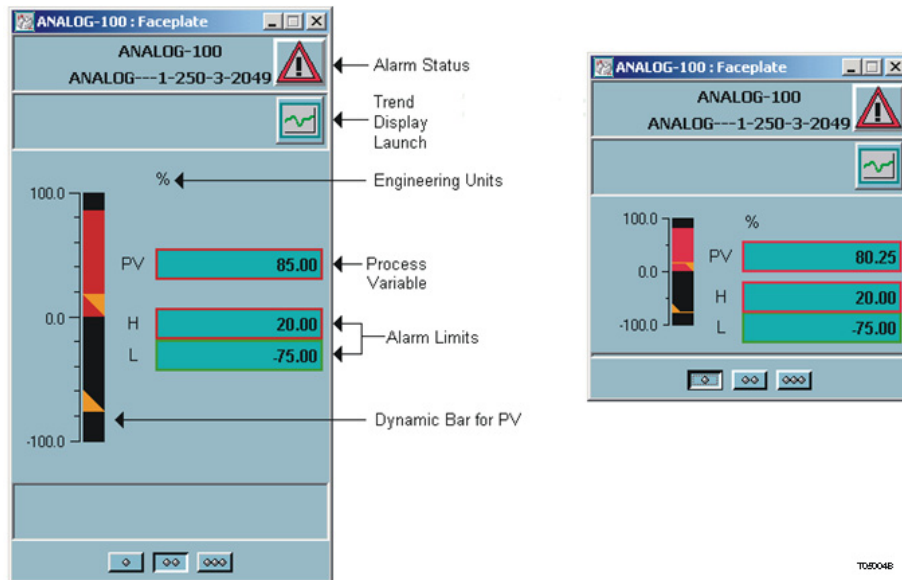 ANALOG-100 : Faceplate
ANALOG-100
ANALOG---1-250-3-2049
%
100.0
PV 85.00
0.0
H 20.00
L -75.00
-100.0
Alarm Status
Trend
Display
Launch
Engineering Units
Process
Variable
Alarm Limits
Dynamic Bar for PV
ANALOG-100 : Faceplate
ANALOG-100
ANALOG---1-250-3-2049
100.0 %
PV 80.25
0.0
H 20.00
-100.0 L -75.00
T05004B